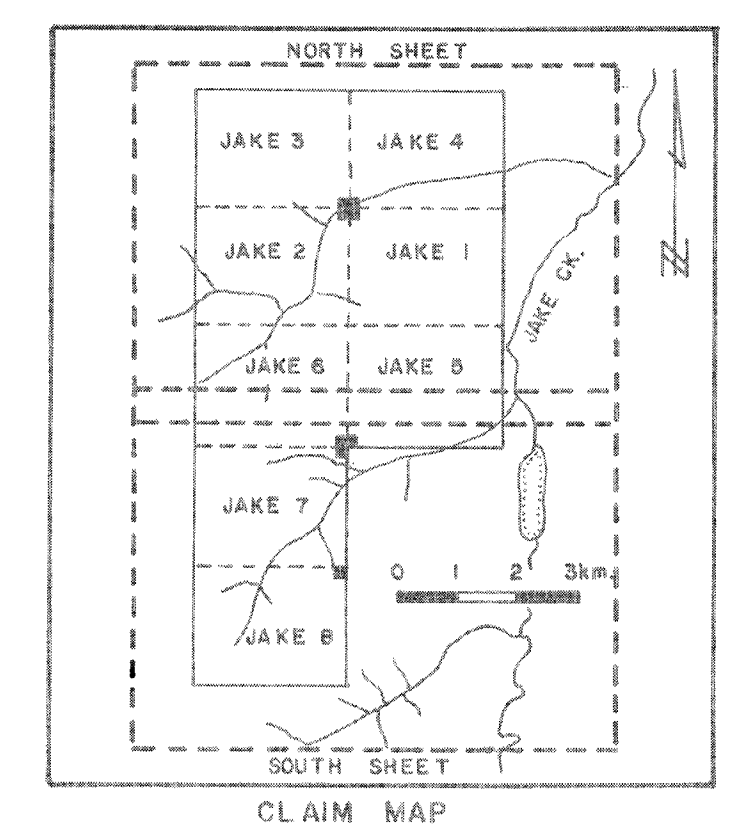 NORTH SHEET
JAKE 3
JAKE 4
JAKE 2
JAKE 1
JAKE CK.
JAKE 6
JAKE 5
JAKE 7
0 1 2 3km.
JAKE 8
SOUTH SHEET
CLAIM MAP